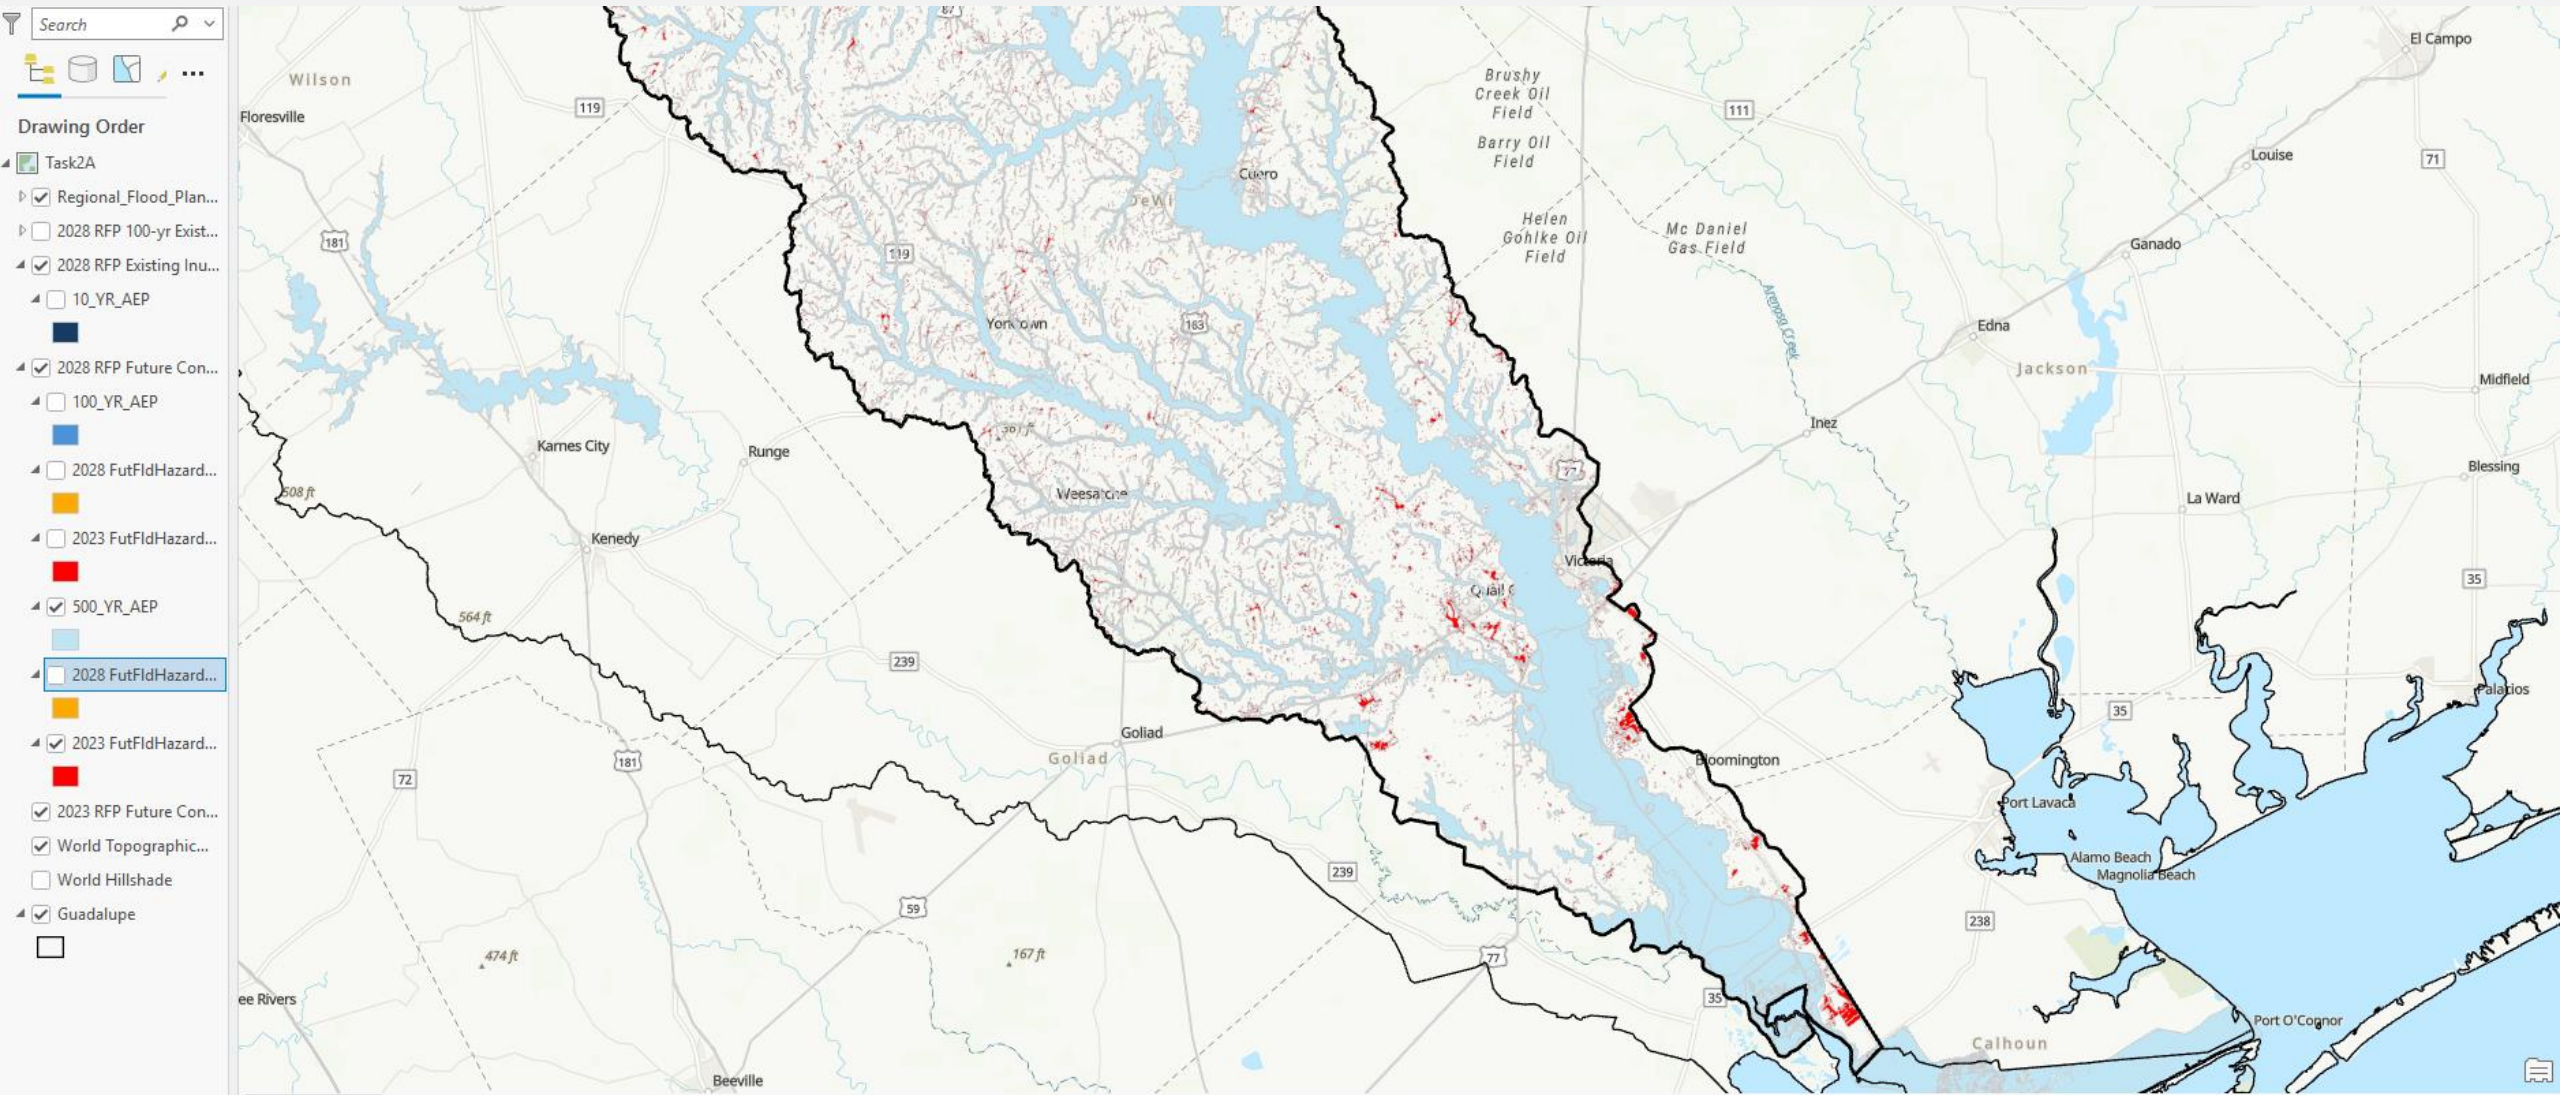 Search
Drawing Order
Task2A
Regional_Flood_Plan...
2028 RFP 100-yr Exist...
2028 RFP Existing Inu...
10_YR_AEP
2028 RFP Future Con...
100_YR_AEP
2028 FutFldHazard...
2023 FutFldHazard...
500_YR_AEP
2028 FutFldHazard...
2023 FutFldHazard...
2023 RFP Future Con...
World Topographic...
World Hillshade
Guadalupe
87
El Campo
Wilson
Brushy
Creek Oil
Field
119
111
Floresville
Barry Oil
Field
Louise
71
Cuero
DeWi
Helen
Gohlke Oil
Field
Mc Daniel
Gas Field
181
Ganado
119
Arenosa Creek
Yorktown
183
Edna
Jackson
Midfield
Inez
Karnes City
Runge
77
Blessing
508 ft
Weesatche
La Ward
Kenedy
Victoria
35
Quail C
564 ft
239
Palacios
35
Goliad
Goliad
181
Bloomington
72
Port Lavaca
Alamo Beach
Magnolia Beach
239
59
238
474 ft
167 ft
77
35
ee Rivers
Port O'Connor
Calhoun
Beeville